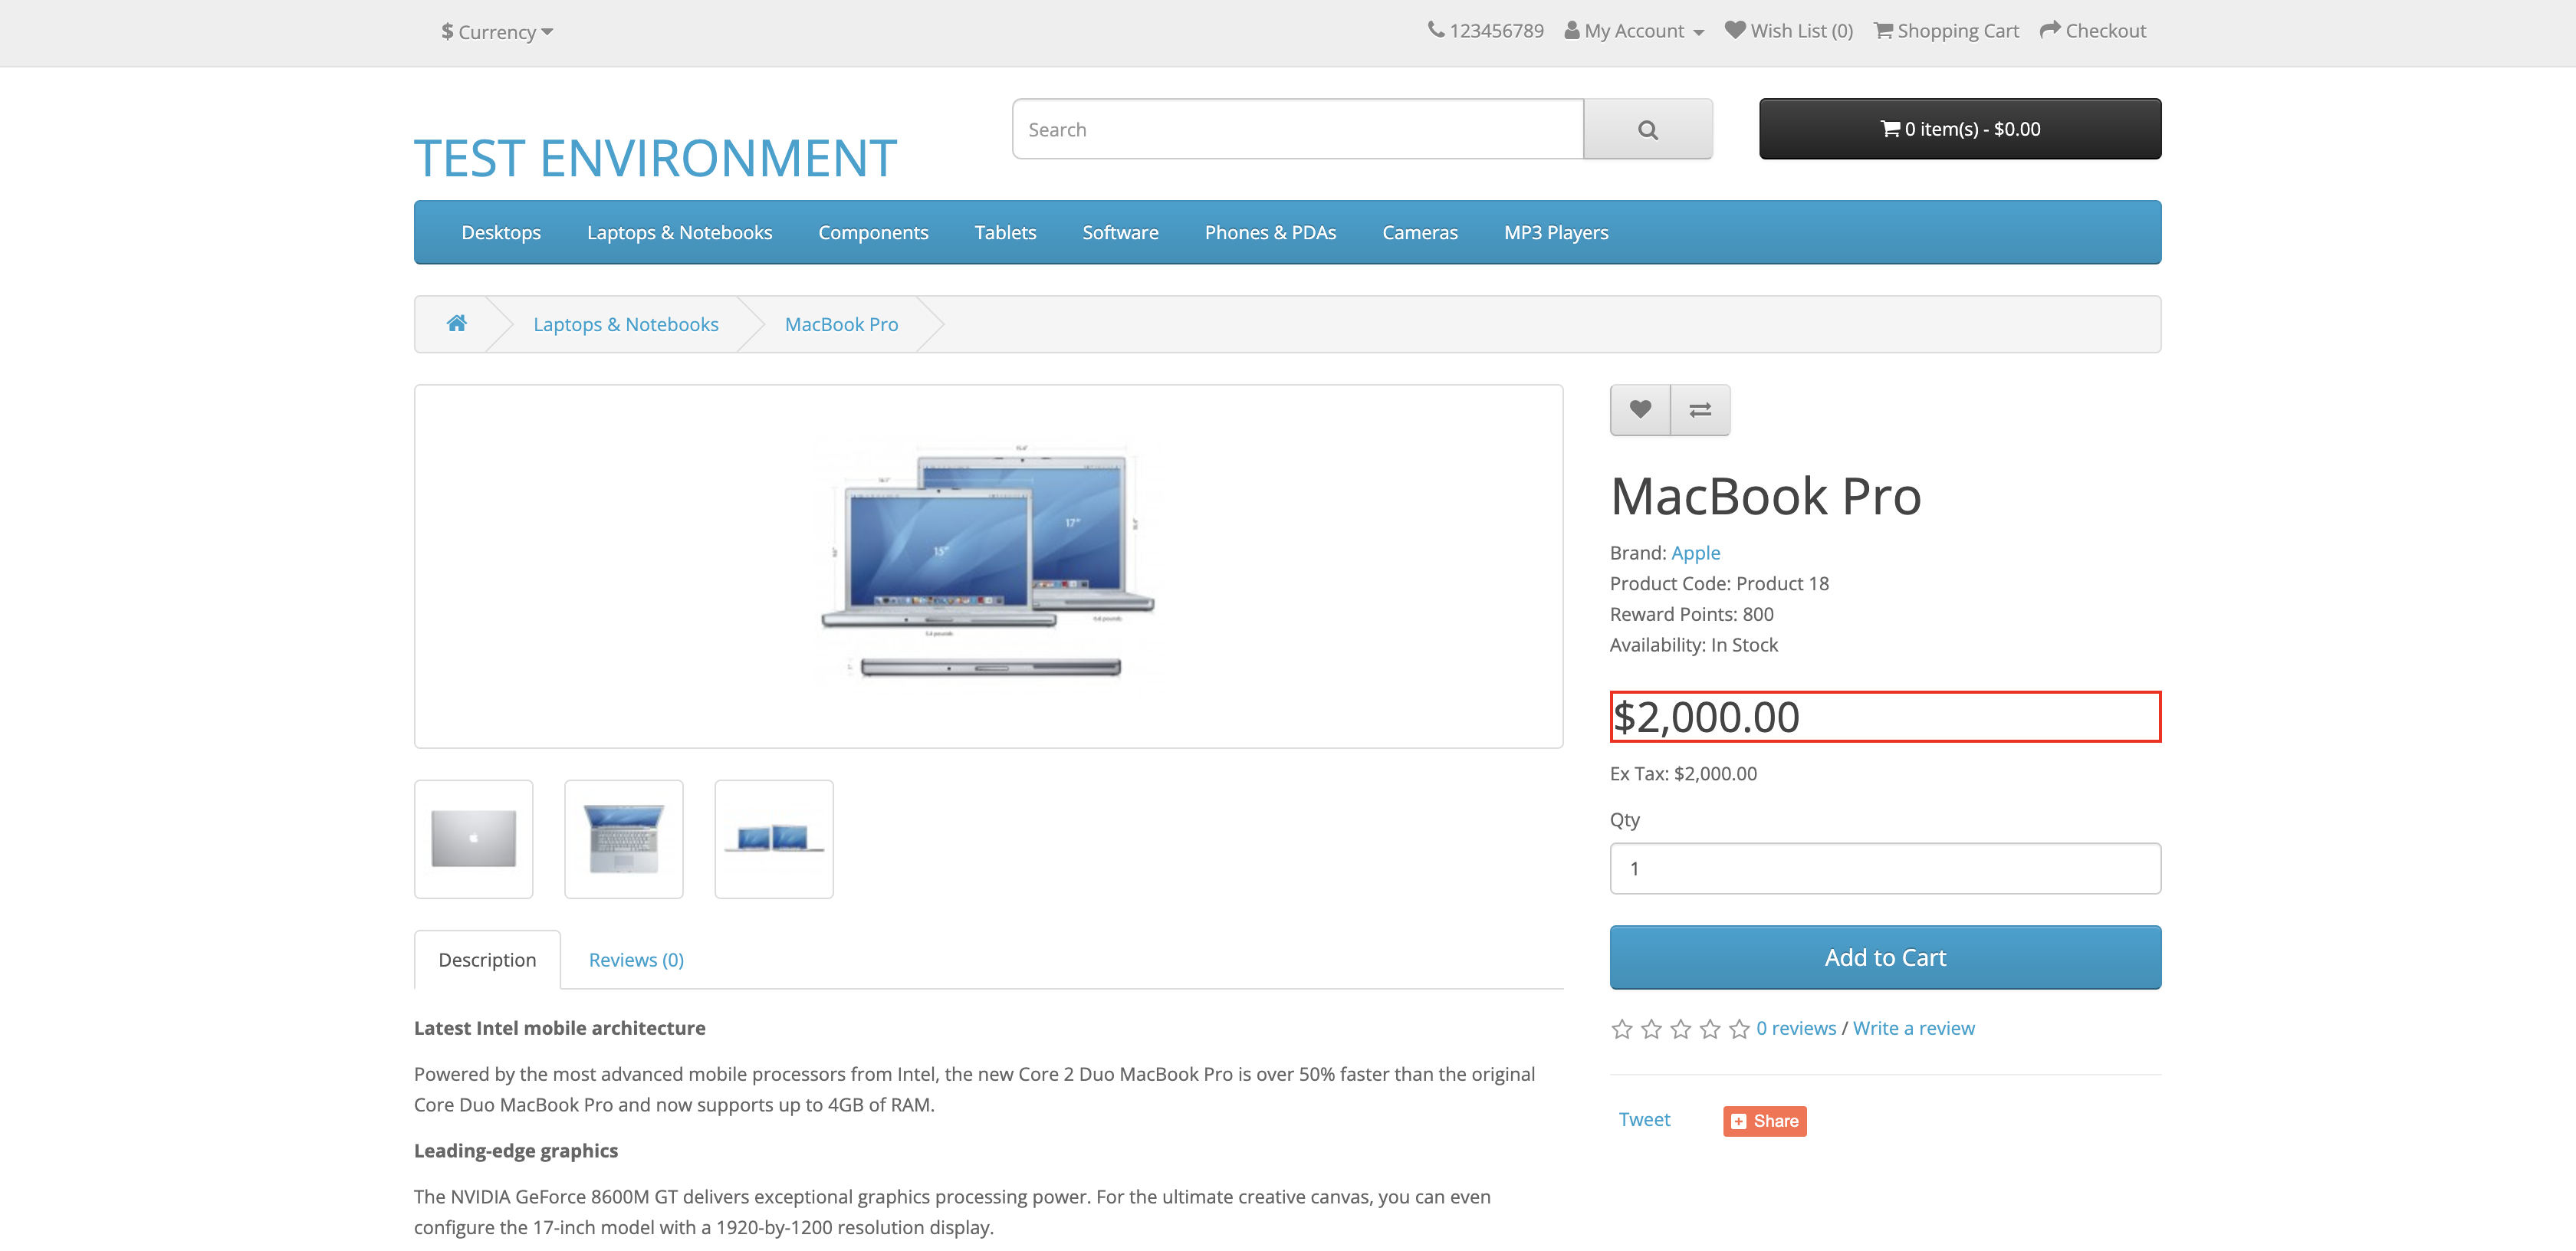 $ Currency
123456789 My Account Wish List (0) Shopping Cart Checkout
TEST ENVIRONMENT
Search
0 item(s) - $0.00
Desktops Laptops & Notebooks Components Tablets Software Phones & PDAs Cameras MP3 Players
Laptops & Notebooks MacBook Pro
15"
17"
MacBook Pro
Brand: Apple
Product Code: Product 18
Reward Points: 800
Availability: In Stock
$2,000.00
Ex Tax: $2,000.00
Qty
1
Add to Cart
0 reviews / Write a review
Tweet
Share
Description Reviews (0)
Latest Intel mobile architecture
Powered by the most advanced mobile processors from Intel, the new Core 2 Duo MacBook Pro is over 50% faster than the original
Core Duo MacBook Pro and now supports up to 4GB of RAM.
Leading-edge graphics
The NVIDIA GeForce 8600M GT delivers exceptional graphics processing power. For the ultimate creative canvas, you can even
configure the 17-inch model with a 1920-by-1200 resolution display.